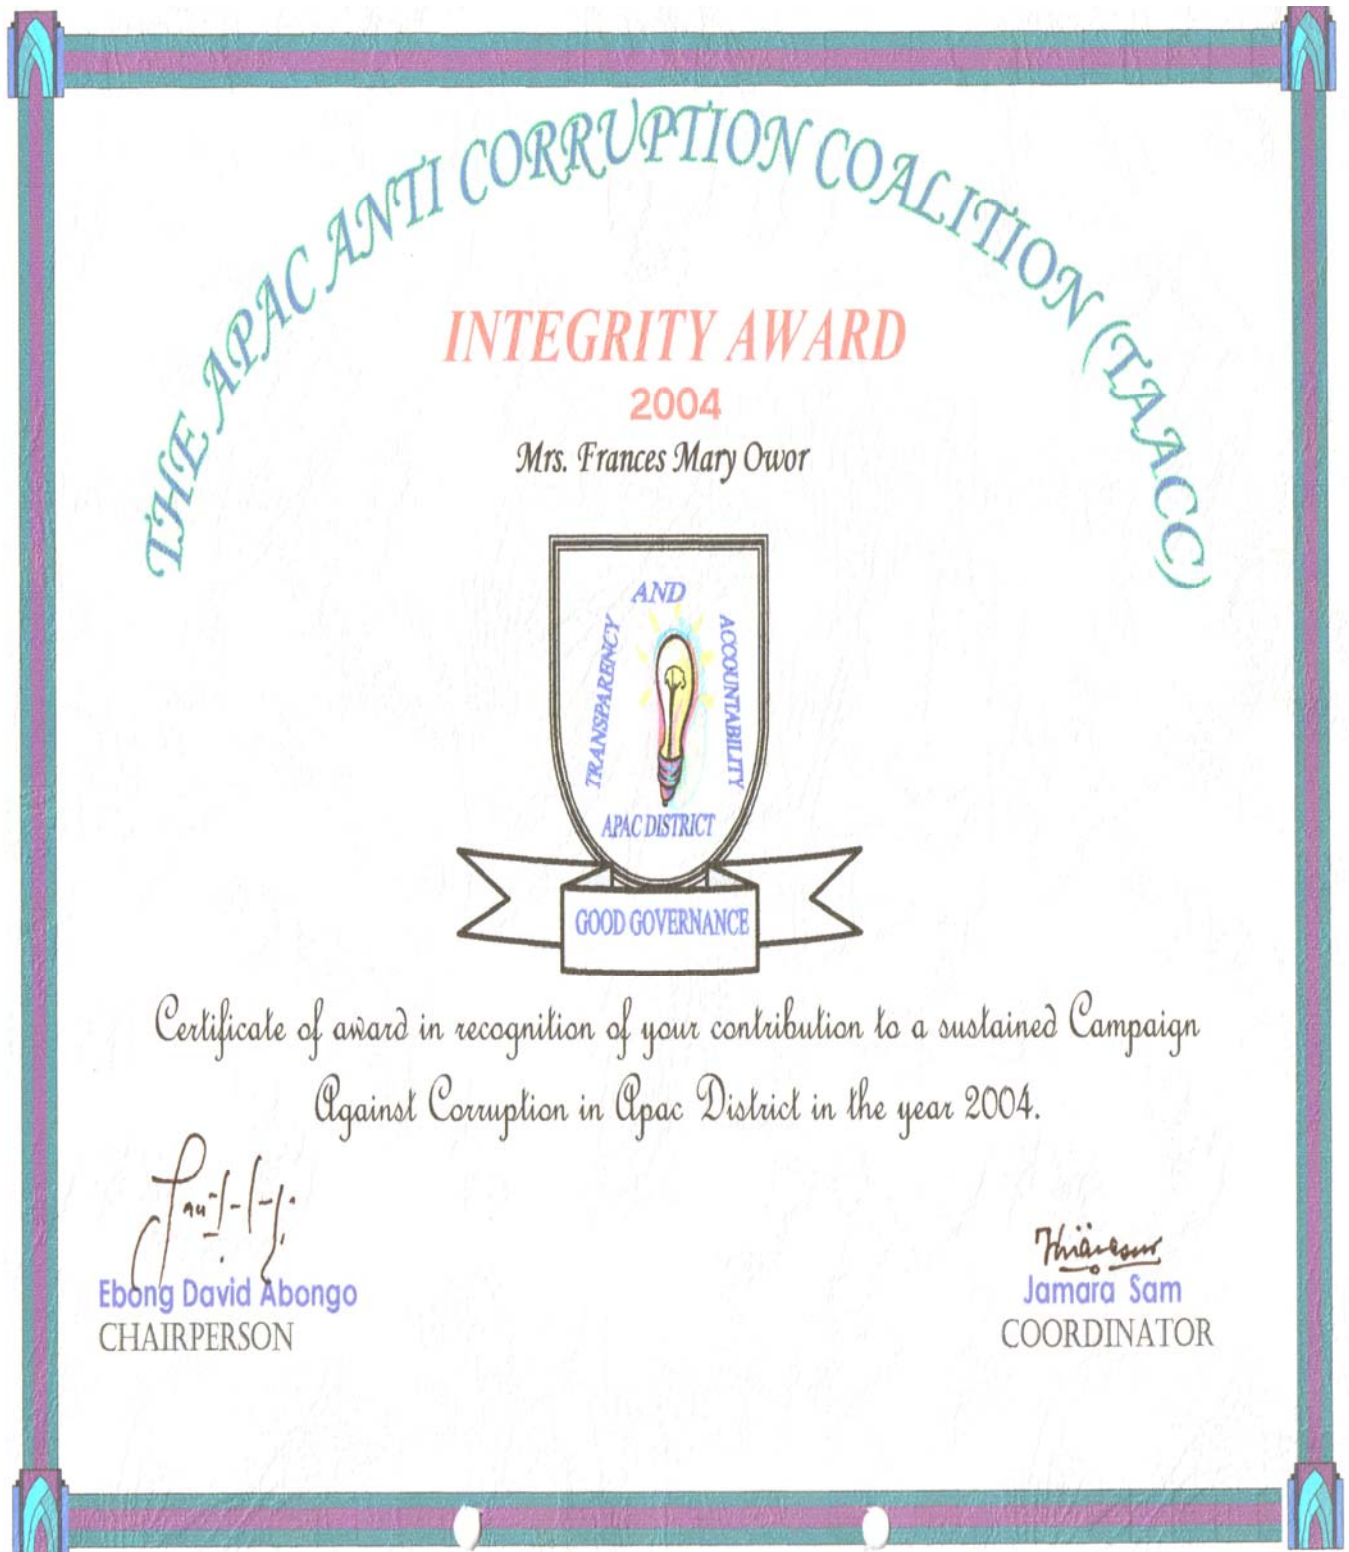 THE APAC ANTI CORRUPTION COALITION (TAACC)
INTEGRITY AWARD
2004
Mrs. Frances Mary Owor
TRANSPARENCY
AND
ACCOUNTABILITY
APAC DISTRICT
GOOD GOVERNANCE
Certificate of award in recognition of your contribution to a sustained Campaign
Against Corruption in Apac District in the year 2004.
Ebong David Abongo
CHAIRPERSON
Jamara Sam
COORDINATOR